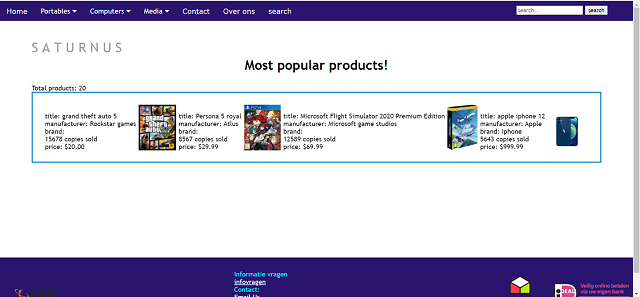 Home Portables Computers Media Contact Over ons search search... search
SATURNUS
Most popular products!
Total products: 20
title: grand theft auto 5
manufacturer: Rockstar games
brand:
15678 copies sold
price: $20.00
title: Persona 5 royal
manufacturer: Atlus
brand:
8567 copies sold
price: $29.99
title: Microsoft Flight Simulator 2020 Premium Edition
manufacturer: Microsoft game studios
brand:
12589 copies sold
price: $69.99
title: apple iphone 12
manufacturer: Apple
brand: Iphone
5643 copies sold
price: $999.99
Informatie vragen
infovragen
Contact:
Email Us
iDEAL
Veilig online betalen
via uw eigen bank